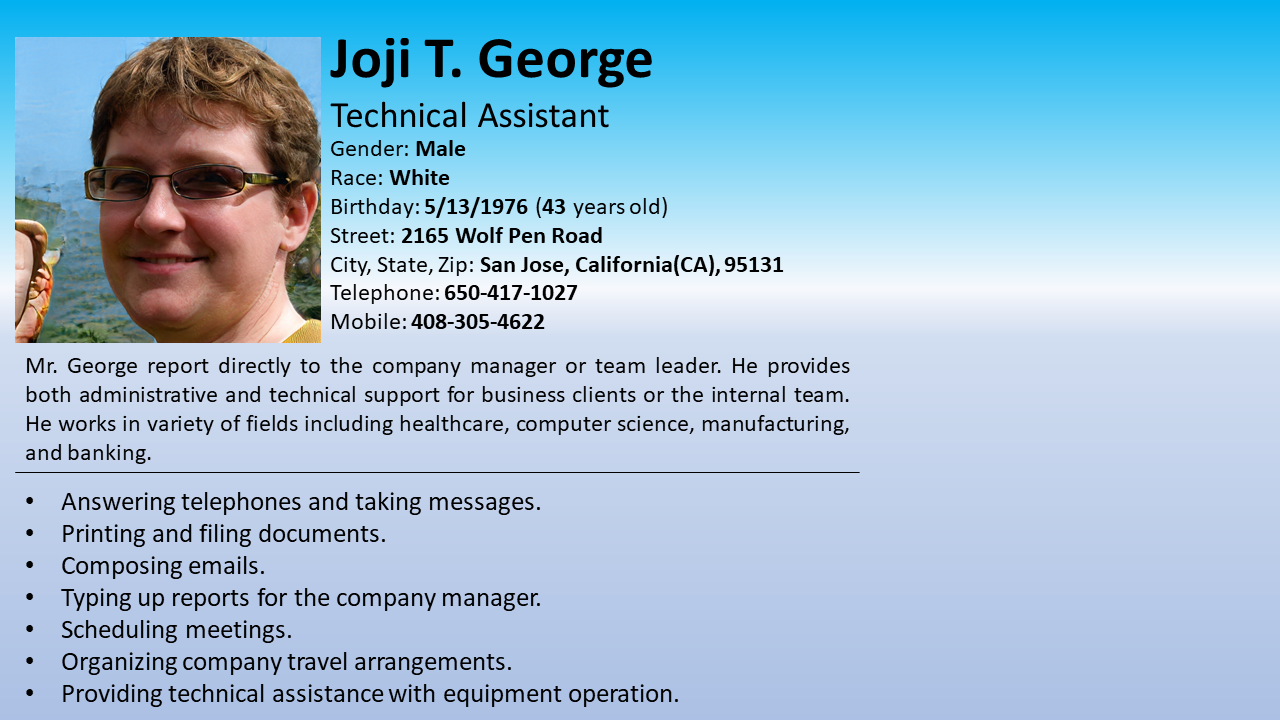 Joji T. George
Technical Assistant
Gender: Male
Race: White
Birthday: 5/13/1976 (43 years old)
Street: 2165 Wolf Pen Road
City, State, Zip: San Jose, California(CA), 95131
Telephone: 650-417-1027
Mobile: 408-305-4622
Mr. George report directly to the company manager or team leader. He provides
both administrative and technical support for business clients or the internal team.
He works in variety of fields including healthcare, computer science, manufacturing,
and banking.
• Answering telephones and taking messages.
• Printing and filing documents.
• Composing emails.
• Typing up reports for the company manager.
• Scheduling meetings.
• Organizing company travel arrangements.
• Providing technical assistance with equipment operation.